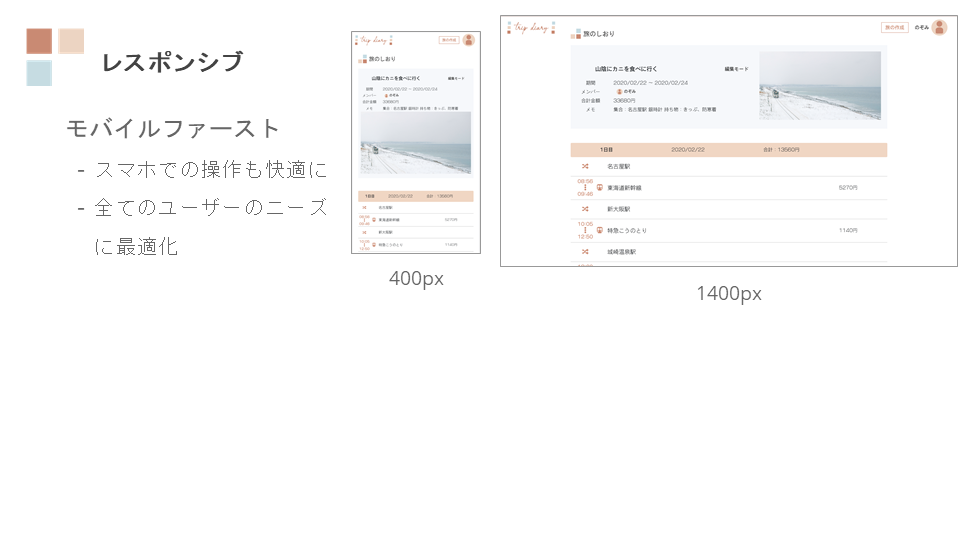 レスポンシブ
モバイルファースト
- スマホでの操作も快適に
- 全てのユーザーのニーズ
に最適化
trip diary
旅の作成
旅のしおり
山陰にカニを食べに行く
編集モード
期間 2020/02/22 ～ 2020/02/24
メンバー のぞみ
合計金額 33680円
メモ 集合：名古屋駅 銀時計 持ち物：きっぷ、防寒着
1日目 2020/02/22 合計：13560円
名古屋駅
08:56
09:46
東海道新幹線 5270円
新大阪駅
10:05
12:50
特急こうのとり 1140円
400px
trip diary
旅の作成 のぞみ
旅のしおり
山陰にカニを食べに行く 編集モード
期間 2020/02/22 ～ 2020/02/24
メンバー のぞみ
合計金額 33680円
メモ 集合：名古屋駅 銀時計 持ち物：きっぷ、防寒着
1日目 2020/02/22 合計：13560円
名古屋駅
08:56
09:46
東海道新幹線 5270円
新大阪駅
10:05
12:50
特急こうのとり 1140円
城崎温泉駅
1400px